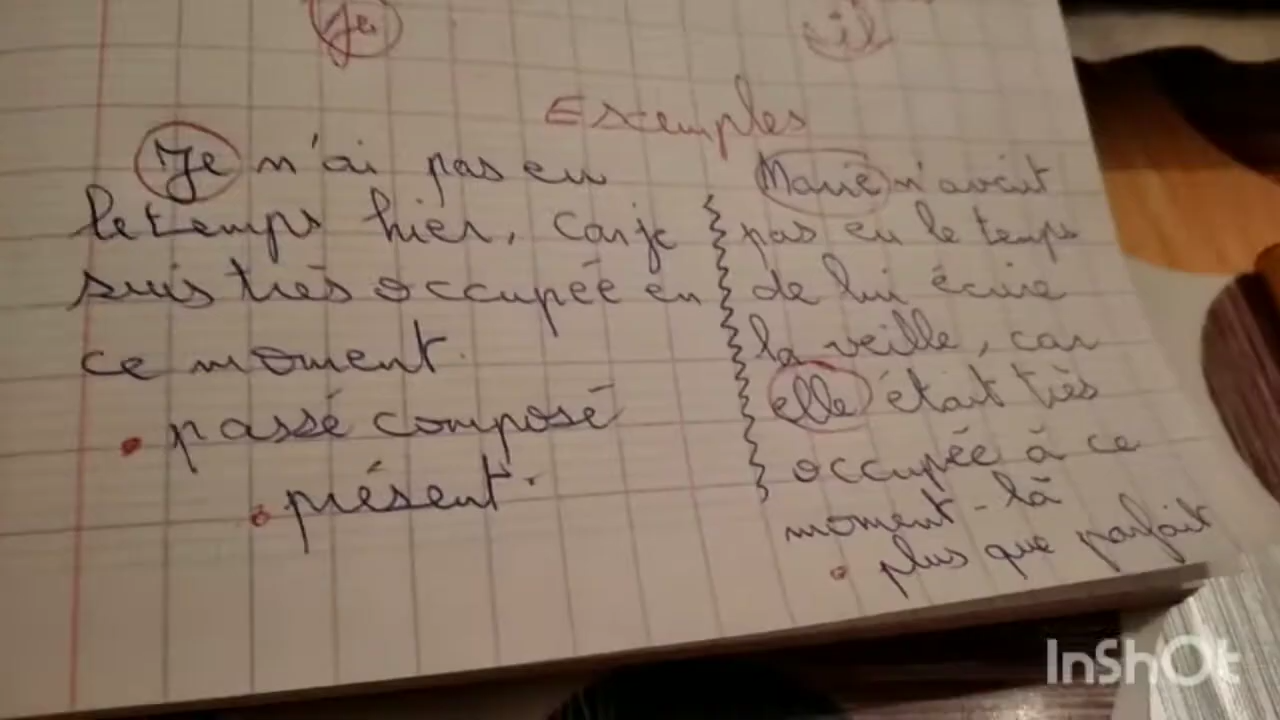 Je
il
Exemples
Je n'ai pas eu
le temps hier, car je
suis très occupée en
ce moment.
• passé composé
• présent.
Marie n'avait
pas eu le temps
de lui écrire
la veille, car
elle était très
occupée à ce
moment-là
• plus que parfait
InShOt